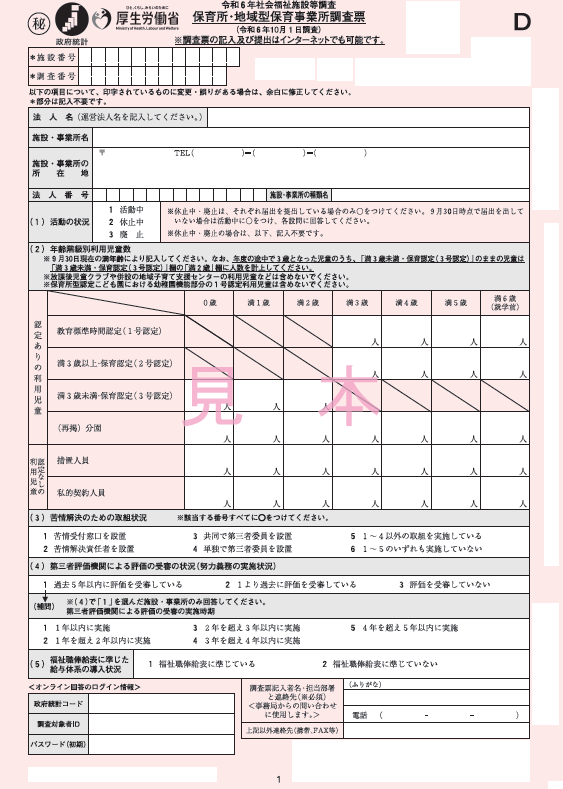 令和6年社会福祉施設等調査
保育所・地域型保育事業所調査票
(令和6年10月1日調査)
※調査票の記入及び提出はインターネットでも可能です。
秘
政府統計
ひと、くらし、みらいのために
厚生労働省
Ministry of Health, Labour and Welfare
D
*施設番号
*調査番号
以下の項目について、印字されているものに変更・誤りがある場合は、余白に修正してください。
*部分は記入不要です。
法 人 名(運営法人名を記入してください。)
施設・事業所名
施設・事業所の
所 在 地
〒 TEL( )-( )-( )
法 人 番 号
施設・事業所の種類名
(1)活動の状況
1 活動中
2 休止中
3 廃 止
※休止中・廃止は、それぞれ届出を提出している場合のみ○をつけてください。9月30日時点で届出を出して
いない場合は活動中に○をつけ、各設問に回答してください。
※休止中・廃止の場合は、以下、記入不要です。
(2)年齢階級別利用児童数
※9月30日現在の満年齢により記入してください。なお、年度の途中で3歳となった児童のうち、「満3歳未満・保育認定(3号認定)」のままの児童は
「満3歳未満・保育認定(3号認定)」欄の「満2歳」欄に人数を計上してください。
※放課後児童クラブや併設の地域子育て支援センターの利用児童などは含めないでください。
※保育所型認定こども園における幼稚園機能部分の1号認定利用児童は含めないでください。
0歳 満1歳 満2歳 満3歳 満4歳 満5歳 満6歳
(就学前)
認定ありの利用児童
教育標準時間認定(1号認定)
人 人 人 人
満3歳以上・保育認定(2号認定)
人 人 人 人
満3歳未満・保育認定(3号認定)
人 人 人
(再掲)分園
人 人 人 人 人 人 人
認定なしの利用児童
措置人員
人 人 人 人 人 人 人
私的契約人員
人 人 人 人 人 人 人
見 本
(3)苦情解決のための取組状況 ※該当する番号すべてに○をつけてください。
1 苦情受付窓口を設置 3 共同で第三者委員を設置 5 1~4以外の取組を実施している
2 苦情解決責任者を設置 4 単独で第三者委員を設置 6 1~5のいずれも実施していない
(4)第三者評価機関による評価の受審の状況(努力義務の実施状況)
1 過去5年以内に評価を受審している 2 1より過去に評価を受審している 3 評価を受審していない
(補問)
※(4)で「1」を選んだ施設・事業所のみ回答してください。
第三者評価機関による評価の受審の実施時期
1 1年以内に実施 3 2年を超え3年以内に実施 5 4年を超え5年以内に実施
2 1年を超え2年以内に実施 4 3年を超え4年以内に実施
(5)福祉職俸給表に準じた
給与体系の導入状況
1 福祉職俸給表に準じている 2 福祉職俸給表に準じていない
<オンライン回答のログイン情報>
政府統計コード
調査対象者ID
パスワード(初期)
調査票記入者名・担当部署
と連絡先(※必須)
<事務局からの問い合わせ
に使用します。>
(ふりがな)
電話 ( - - )
上記以外連絡先(携帯、FAX等)
1